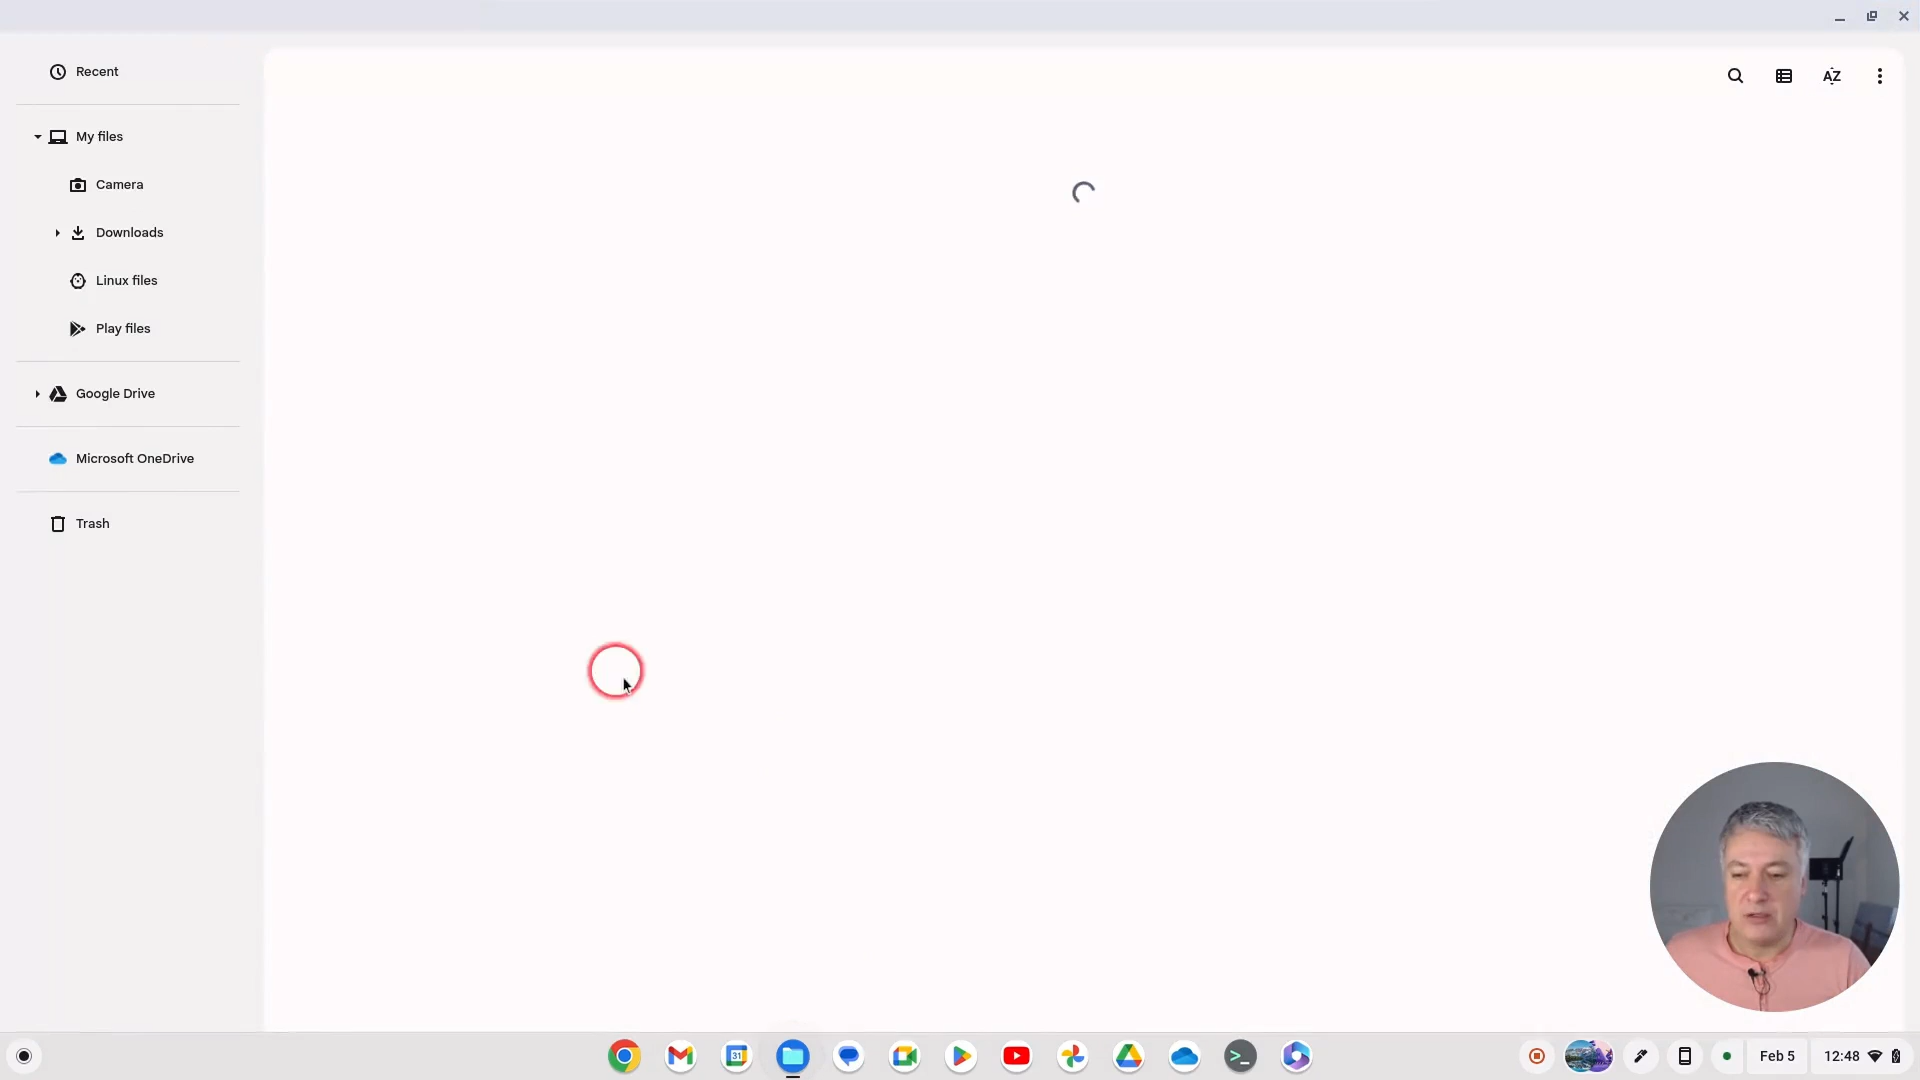 Recent
AZ
My files
Camera
Downloads
Linux files
Play files
Google Drive
Microsoft OneDrive
Trash
31
>_
Feb 5
12:48